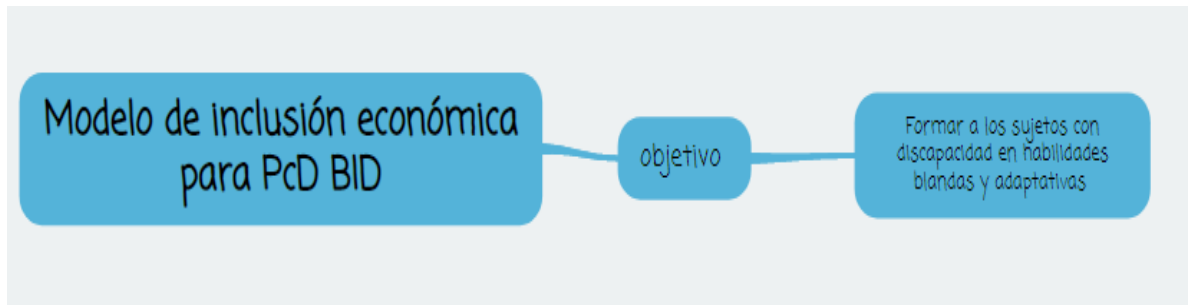 Modelo de inclusión económica
para PcD BID
objetivo
Formar a los sujetos con
discapacidad en habilidades
blandas y adaptativas